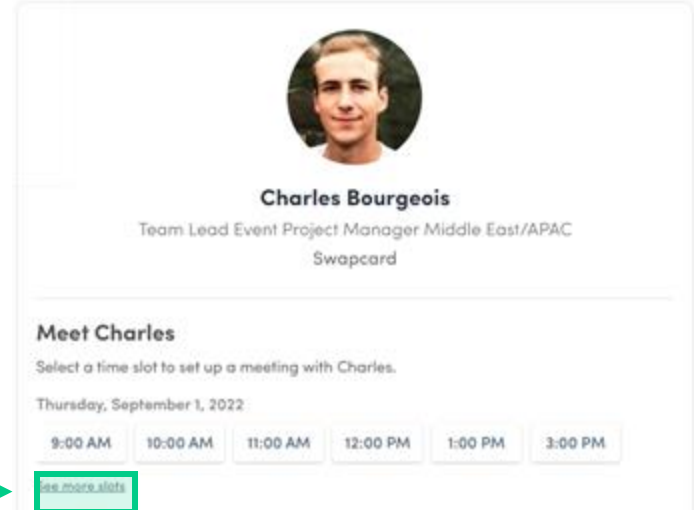 Charles Bourgeois
Team Lead Event Project Manager Middle East/APAC
Swapcard
Meet Charles
Select a time slot to set up a meeting with Charles.
Thursday, September 1, 2022
9:00 AM 10:00 AM 11:00 AM 12:00 PM 1:00 PM 3:00 PM
See more slots